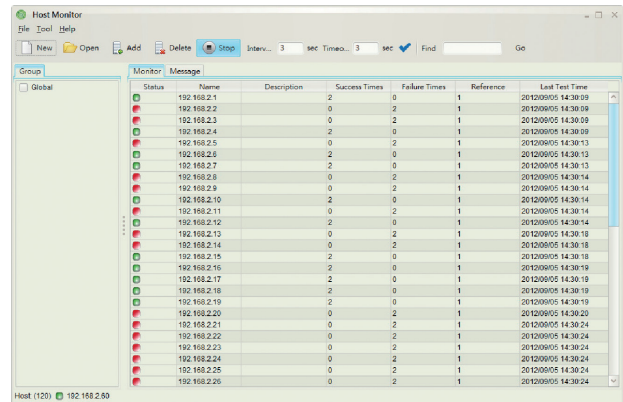 Host Monitor
File Tool Help
New Open Add Delete Stop Interv... 3 sec Timeo... 3 sec Find Go
Group Monitor Message
Global
Status Name Description Success Times Failure Times Reference Last Test Time
192.168.2.1 2 0 1 2012/09/05 14:30:09
192.168.2.2 0 2 1 2012/09/05 14:30:09
192.168.2.3 0 2 1 2012/09/05 14:30:09
192.168.2.4 2 0 1 2012/09/05 14:30:09
192.168.2.5 0 2 1 2012/09/05 14:30:13
192.168.2.6 2 0 1 2012/09/05 14:30:13
192.168.2.7 2 0 1 2012/09/05 14:30:13
192.168.2.8 0 2 1 2012/09/05 14:30:14
192.168.2.9 0 2 1 2012/09/05 14:30:14
192.168.2.10 2 0 1 2012/09/05 14:30:14
192.168.2.11 0 2 1 2012/09/05 14:30:14
192.168.2.12 2 0 1 2012/09/05 14:30:14
192.168.2.13 0 2 1 2012/09/05 14:30:18
192.168.2.14 0 2 1 2012/09/05 14:30:18
192.168.2.15 2 0 1 2012/09/05 14:30:18
192.168.2.16 2 0 1 2012/09/05 14:30:19
192.168.2.17 2 0 1 2012/09/05 14:30:19
192.168.2.18 2 0 1 2012/09/05 14:30:19
192.168.2.19 2 0 1 2012/09/05 14:30:19
192.168.2.20 0 2 1 2012/09/05 14:30:20
192.168.2.21 0 2 1 2012/09/05 14:30:24
192.168.2.22 0 2 1 2012/09/05 14:30:24
192.168.2.23 0 2 1 2012/09/05 14:30:24
192.168.2.24 0 2 1 2012/09/05 14:30:24
192.168.2.25 0 2 1 2012/09/05 14:30:24
192.168.2.26 0 2 1 2012/09/05 14:30:24
Host: (120) 192.168.2.60